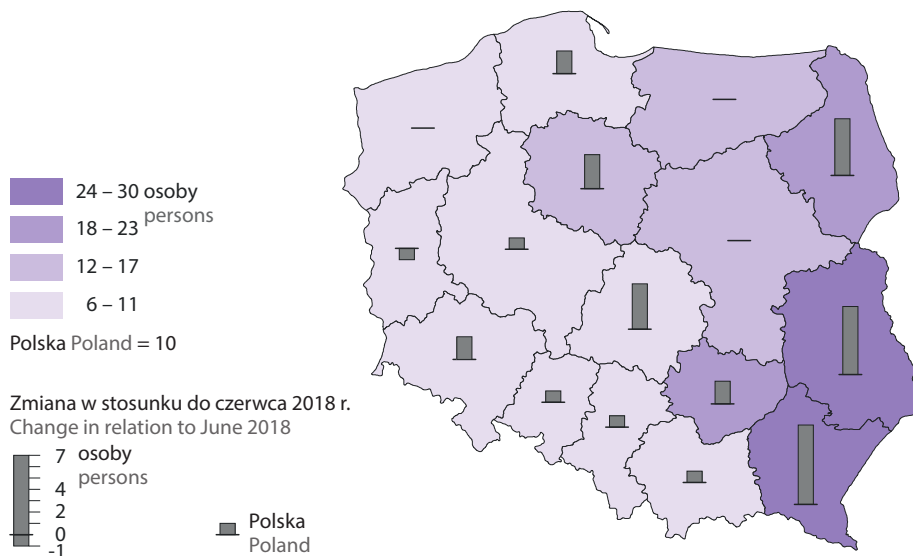 24 – 30 osoby
persons
18 – 23
12 – 17
6 – 11
Polska Poland = 10
Zmiana w stosunku do czerwca 2018 r.
Change in relation to June 2018
7 osoby
persons
4
2
0
-1
Polska
Poland